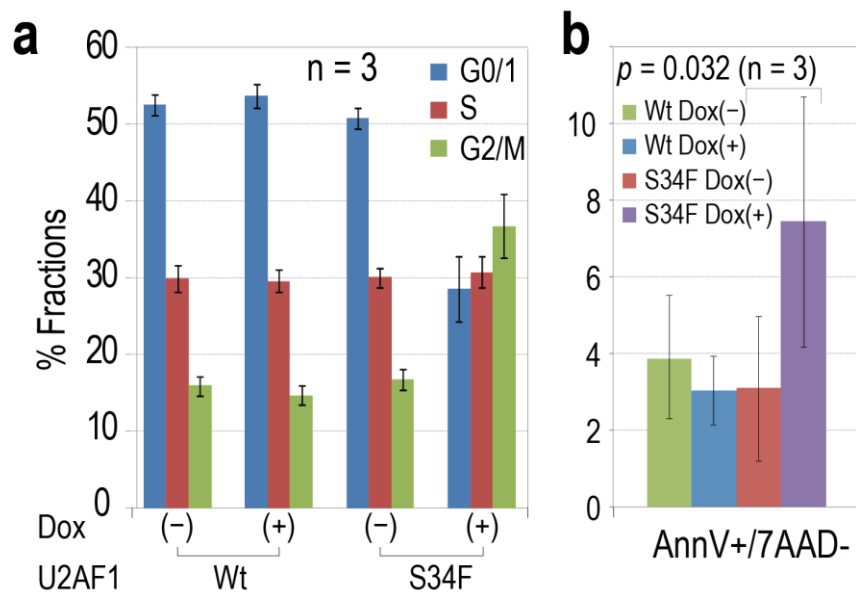 a
60
50
40
30
20
10
0
% Fractions
n = 3
G0/1
S
G2/M
Dox (−) (+) (−) (+)
U2AF1 Wt S34F
b
p = 0.032 (n = 3)
Wt Dox(−)
Wt Dox(+)
S34F Dox(−)
S34F Dox(+)
10
8
6
4
2
0
AnnV+/7AAD-